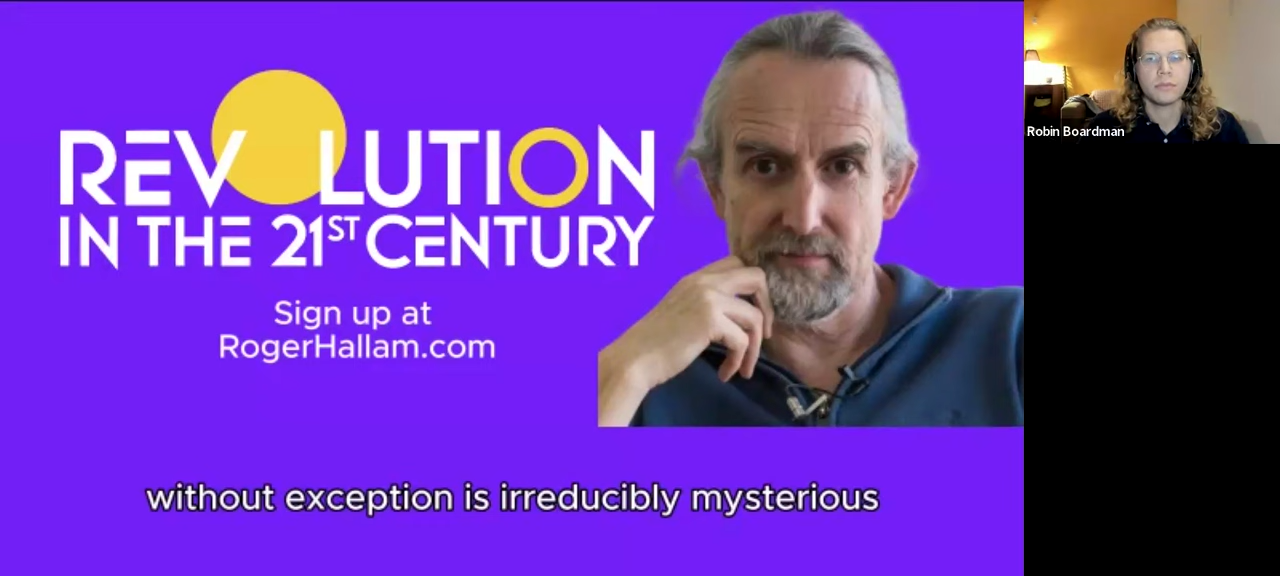 REVOLUTION
IN THE 21ST CENTURY
Sign up at
RogerHallam.com
without exception is irreducibly mysterious
Robin Boardman